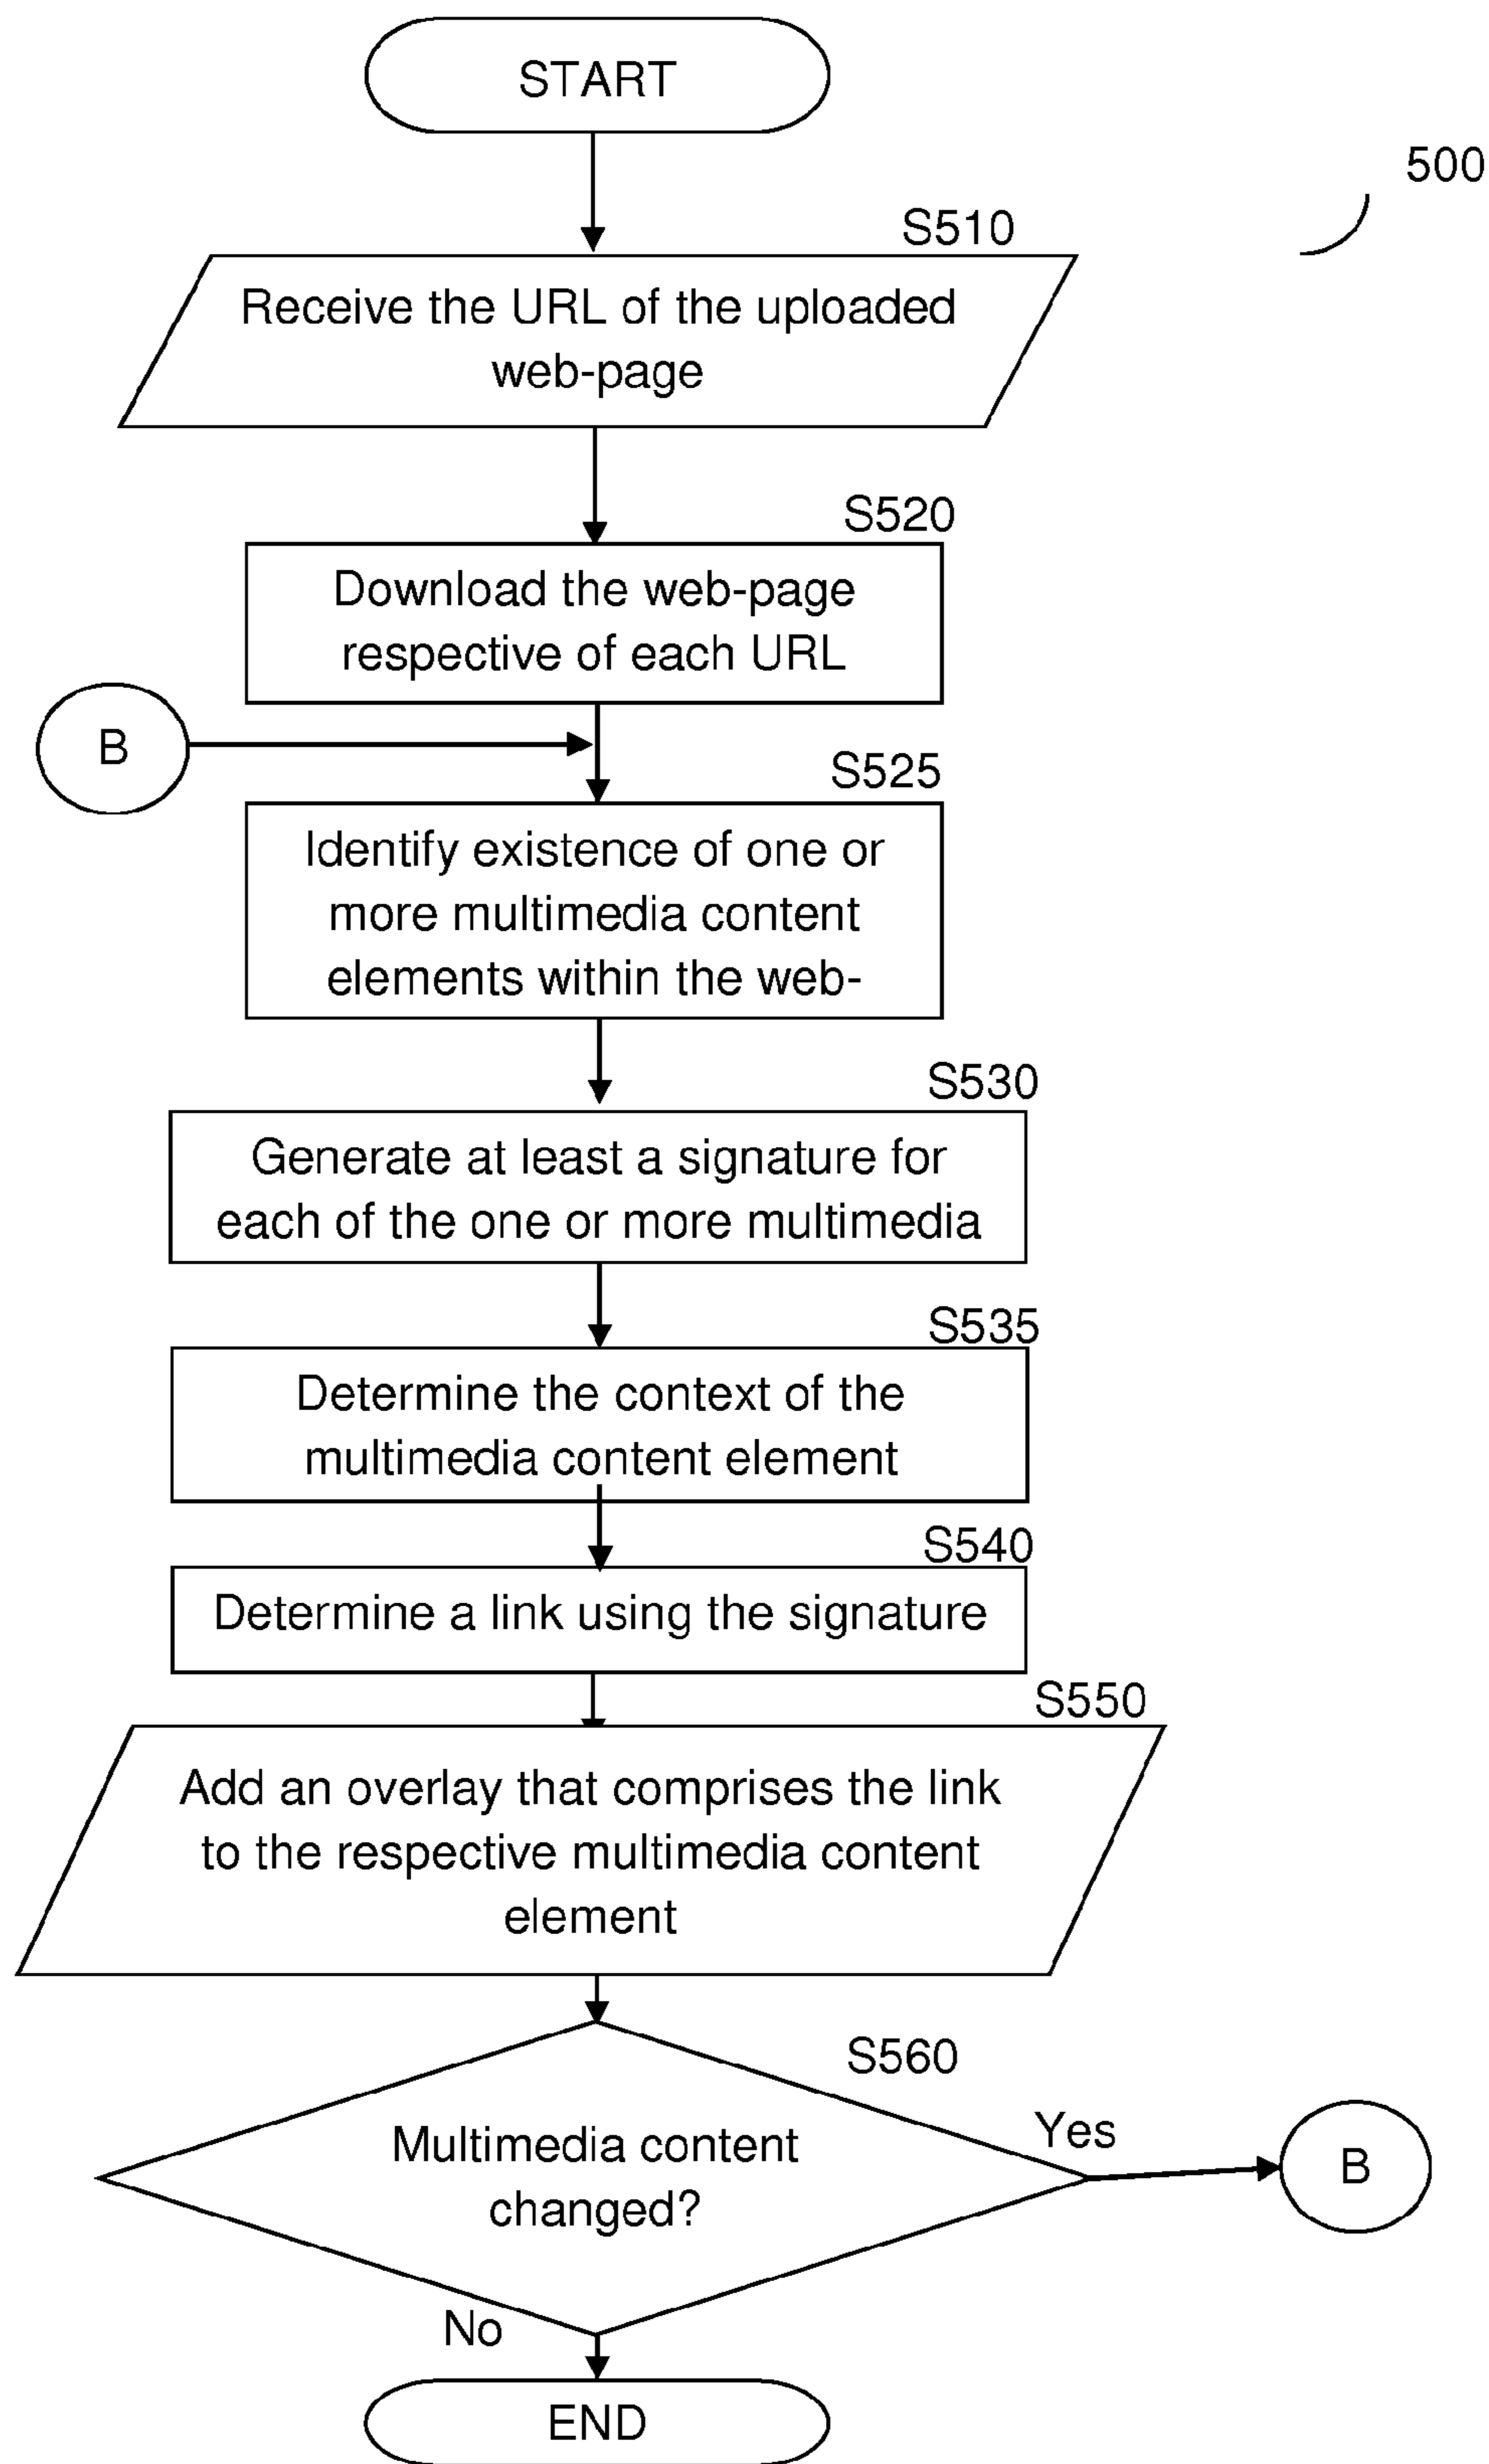 START
500
S510
Receive the URL of the uploaded
web-page
S520
Download the web-page
respective of each URL
B
S525
Identify existence of one or
more multimedia content
elements within the web-
S530
Generate at least a signature for
each of the one or more multimedia
S535
Determine the context of the
multimedia content element
S540
Determine a link using the signature
S550
Add an overlay that comprises the link
to the respective multimedia content
element
S560
Multimedia content
changed?
Yes
B
No
END